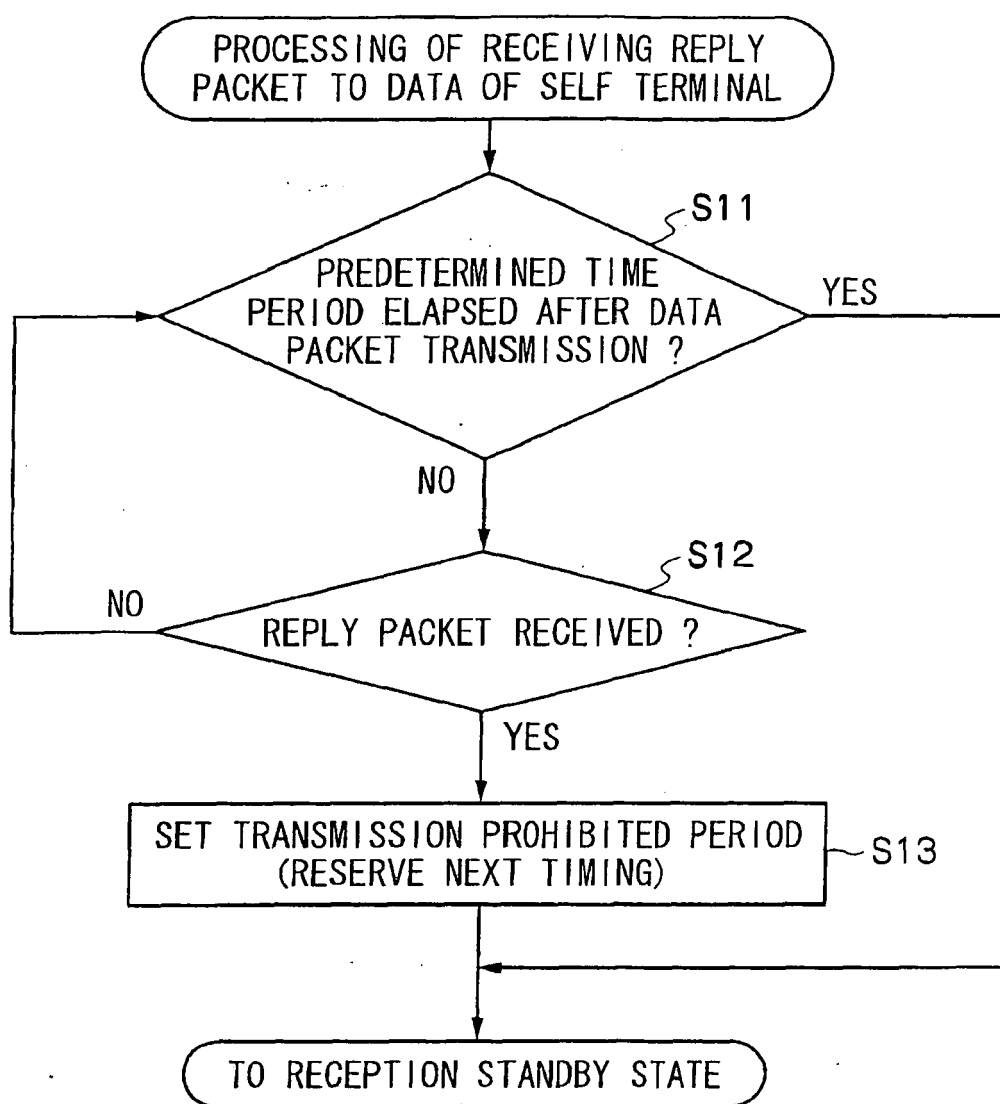 PROCESSING OF RECEIVING REPLY
PACKET TO DATA OF SELF TERMINAL
S11
PREDETERMINED TIME
PERIOD ELAPSED AFTER DATA
PACKET TRANSMISSION ?
YES
NO
S12
REPLY PACKET RECEIVED ?
NO
YES
SET TRANSMISSION PROHIBITED PERIOD
(RESERVE NEXT TIMING)
S13
TO RECEPTION STANDBY STATE